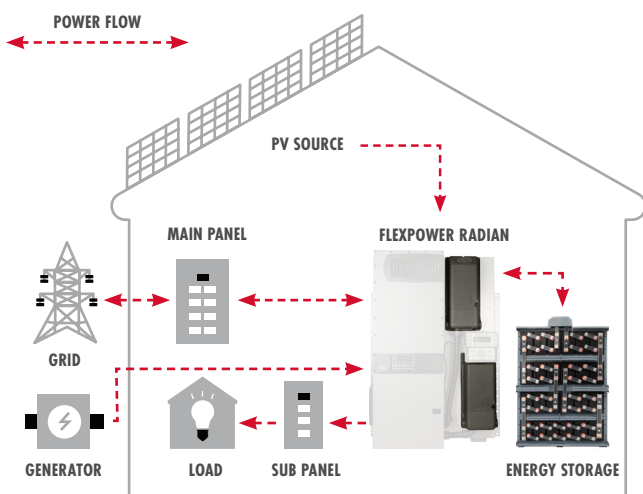 POWER FLOW
PV SOURCE
MAIN PANEL
FLEXPOWER RADIAN
GRID
GENERATOR
LOAD
SUB PANEL
ENERGY STORAGE